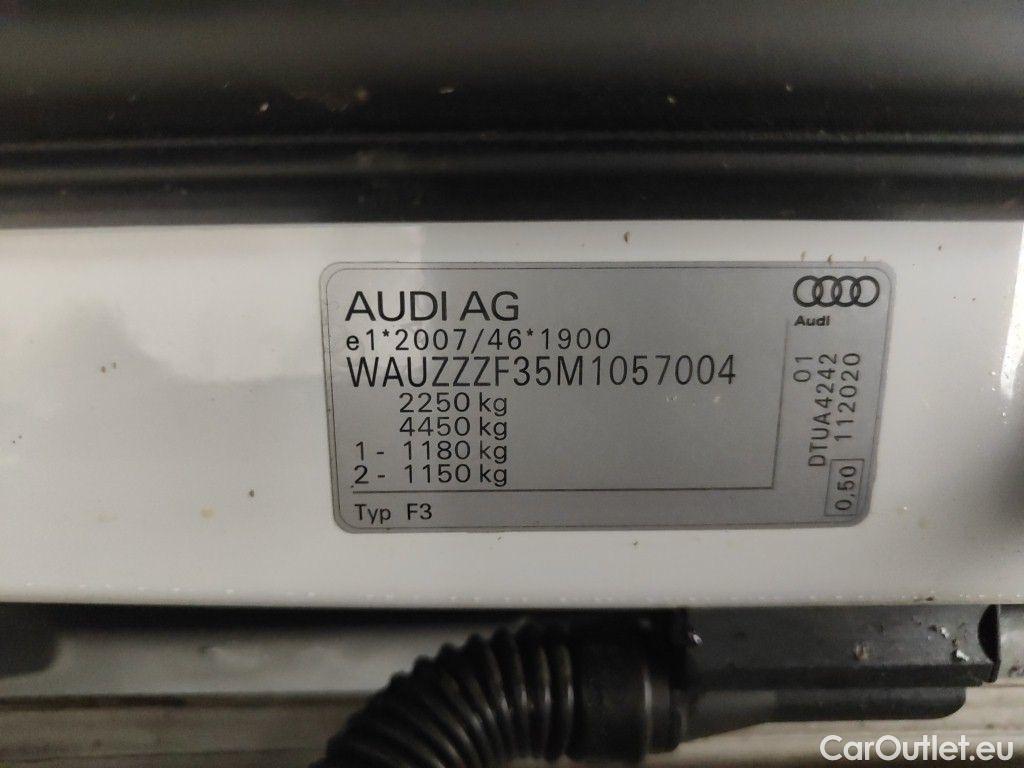 AUDI AG
e1*2007/46*1900
WAUZZZF35M1057004
2250 kg
4450 kg
1 - 1180 kg
2 - 1150 kg
Typ F3
Audi
01
DTUA4242
0,50 112020
CarOutlet.eu